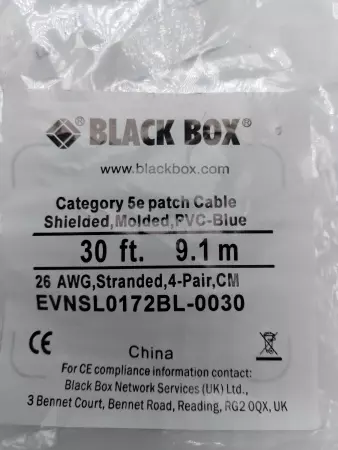 BLACK BOX®
www.blackbox.com
Category 5e patch Cable
Shielded,Molded,PVC-Blue
30 ft. 9.1 m
26 AWG,Stranded,4-Pair,CM
EVNSL0172BL-0030
CE
China
For CE compliance information contact:
Black Box Network Services (UK) Ltd.,
3 Bennet Court, Bennet Road, Reading, RG2 0QX, UK